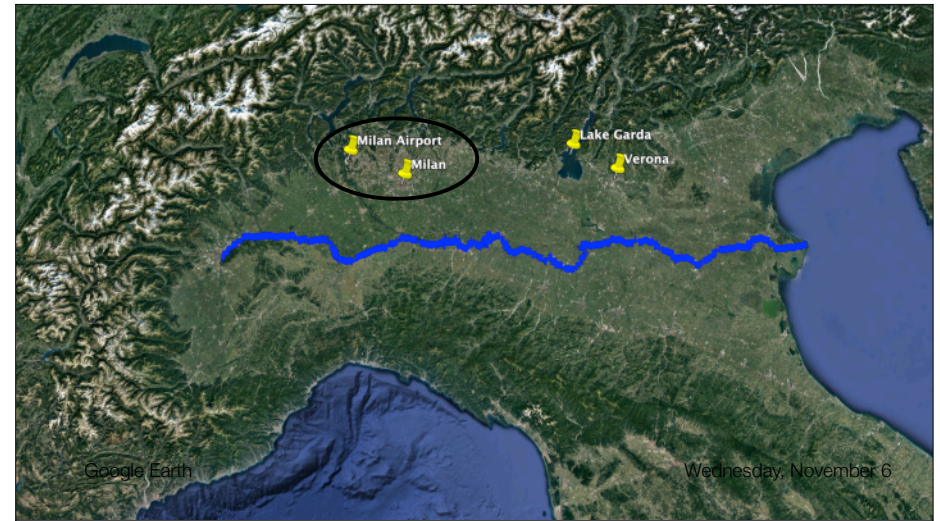 Milan Airport
Milan
Lake Garda
Verona
Google Earth
Wednesday, November 6